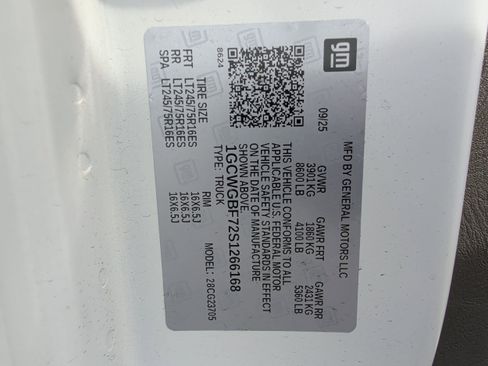 gm
MFD BY GENERAL MOTORS LLC
09/25 GVWR GAWR FRT GAWR RR
3901 KG 1860 KG 2431 KG
8600 LB 4100 LB 5360 LB
THIS VEHICLE CONFORMS TO ALL
APPLICABLE U.S. FEDERAL MOTOR
VEHICLE SAFETY STANDARDS IN EFFECT
ON THE DATE OF MANUFACTURE
SHOWN ABOVE.
1GCWGBF72S1266168
TYPE: TRUCK 28CG33705
8624
TIRE SIZE RIM
FRT LT245/75R16ES 16X6.5J
RR LT245/75R16ES 16X6.5J
SPA LT245/75R16ES 16X6.5J